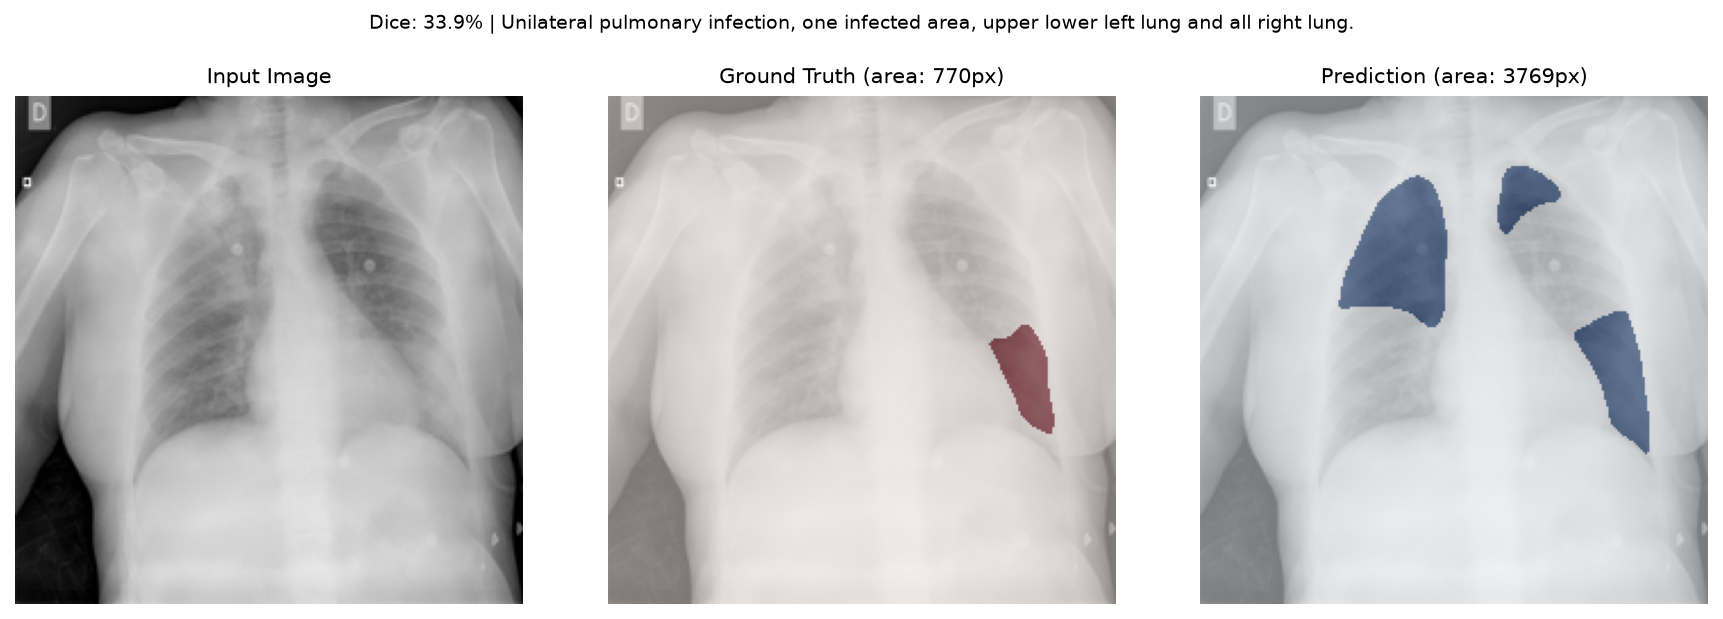 Dice: 33.9% | Unilateral pulmonary infection, one infected area, upper lower left lung and all right lung.
Input Image
Ground Truth (area: 770px)
Prediction (area: 3769px)
D
D
D